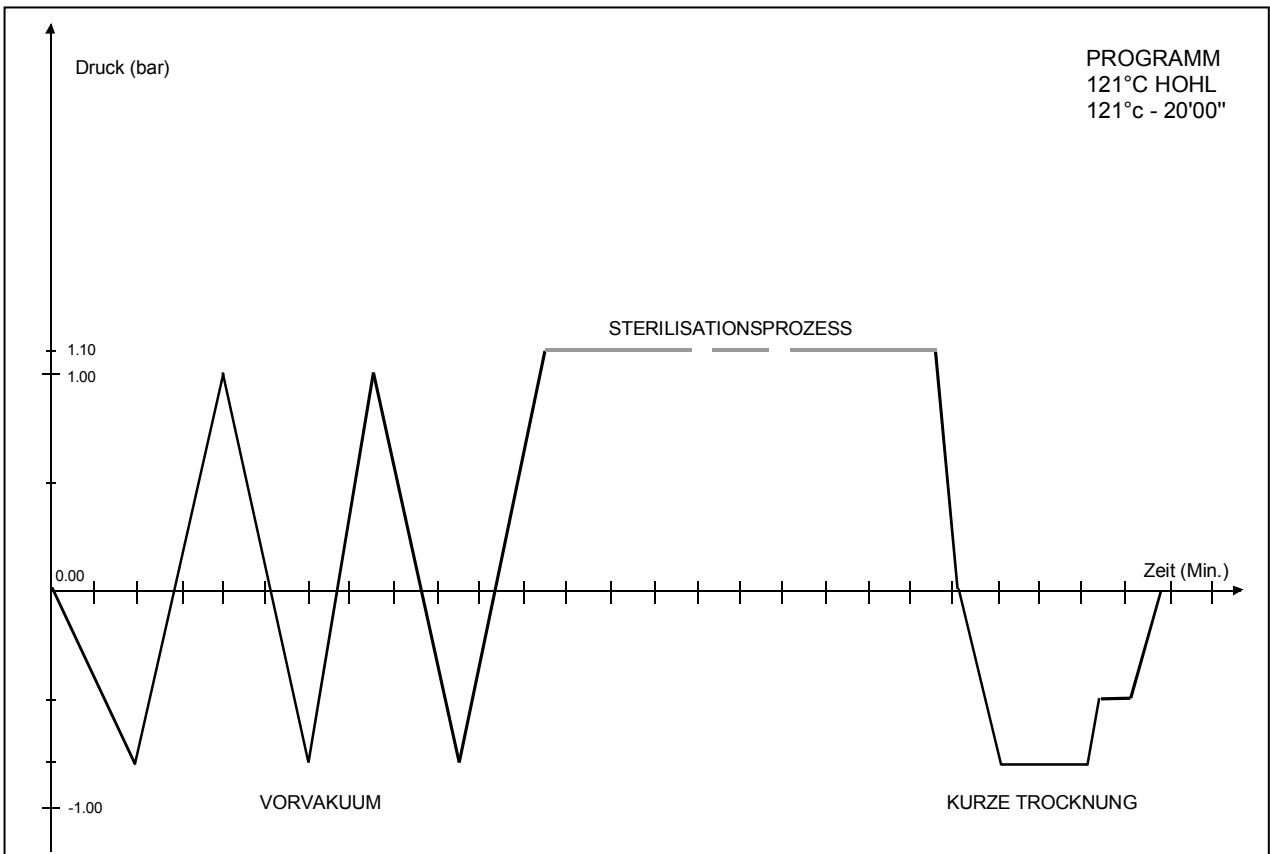 Druck (bar)
PROGRAMM
121°C HOHL
121°c - 20'00"
STERILISATIONSPROZESS
1.10
1.00
0.00
Zeit (Min.)
VORVAKUUM
KURZE TROCKNUNG
-1.00